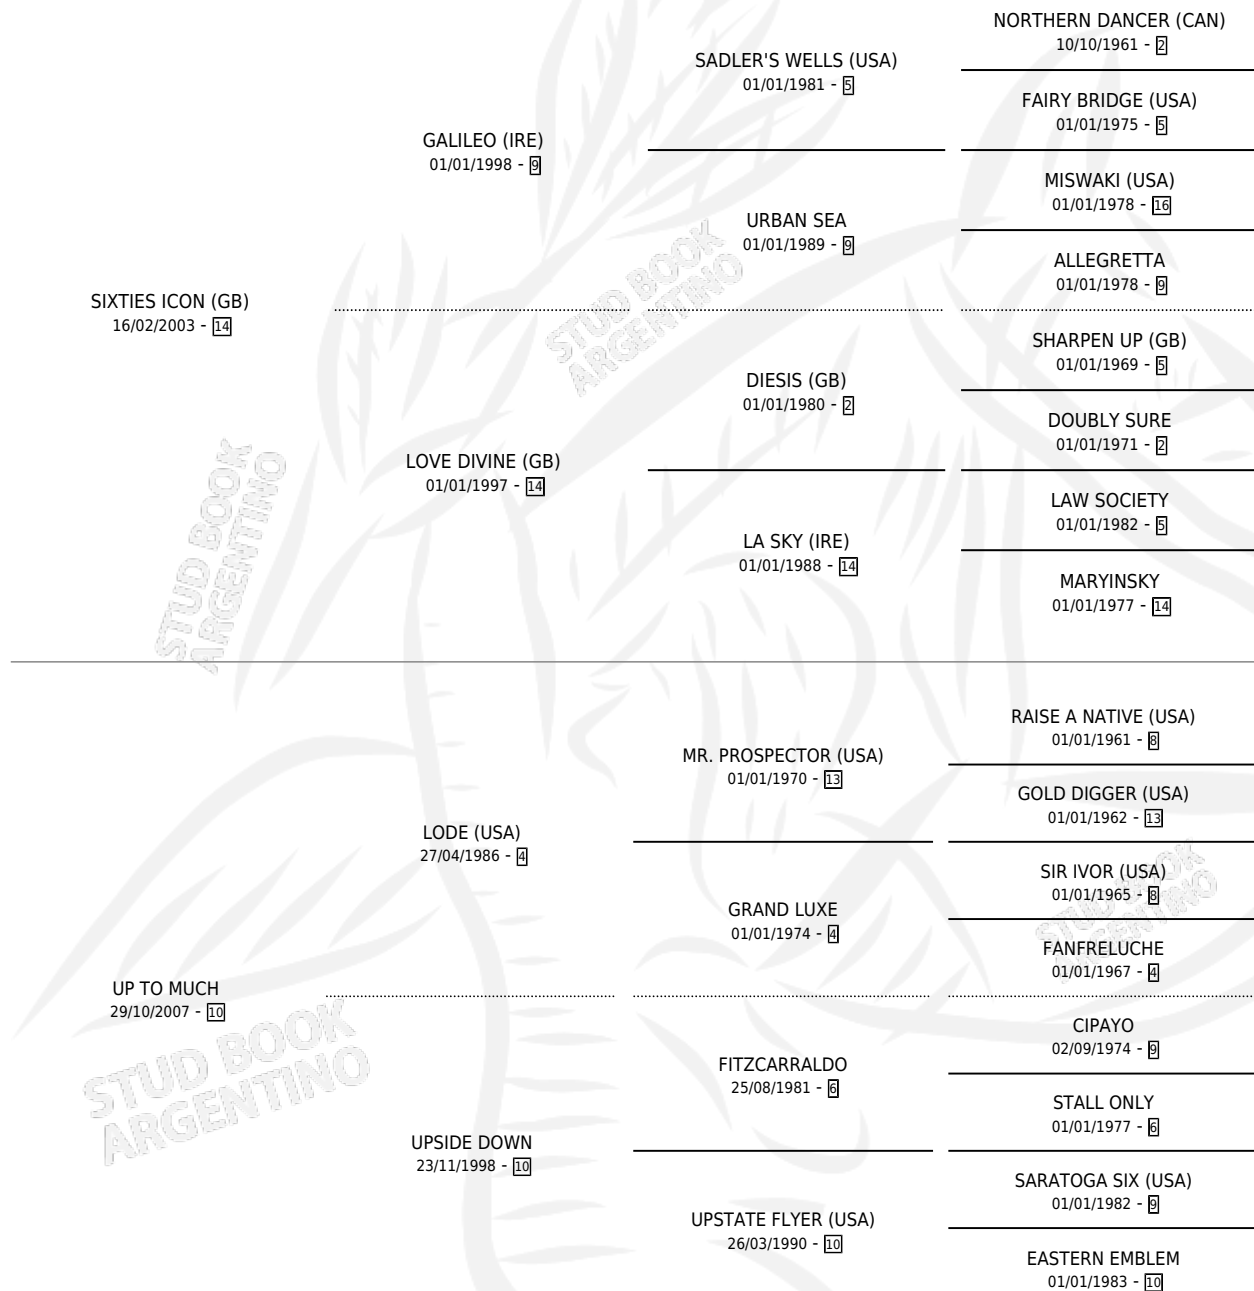 NORTHERN DANCER (CAN)
10/10/1961 - 2
SADLER'S WELLS (USA)
01/01/1981 - 5
FAIRY BRIDGE (USA)
01/01/1975 - 5
GALILEO (IRE)
01/01/1998 - 9
MISWAKI (USA)
01/01/1978 - 16
URBAN SEA
01/01/1989 - 9
ALLEGRETTA
01/01/1978 - 9
SIXTIES ICON (GB)
16/02/2003 - 14
STUD BOOK
ARGENTINO
SHARPEN UP (GB)
01/01/1969 - 5
DIESIS (GB)
01/01/1980 - 2
DOUBLY SURE
01/01/1971 - 2
LOVE DIVINE (GB)
01/01/1997 - 14
LAW SOCIETY
01/01/1982 - 5
LA SKY (IRE)
01/01/1988 - 14
MARYINSKY
01/01/1977 - 14
STUD BOOK
ARGENTINO
RAISE A NATIVE (USA)
01/01/1961 - 8
MR. PROSPECTOR (USA)
01/01/1970 - 13
GOLD DIGGER (USA)
01/01/1962 - 13
LODE (USA)
27/04/1986 - 4
SIR IVOR (USA)
01/01/1965 - 8
STUD BOOK
ARGENTINO
GRAND LUXE
01/01/1974 - 4
FANFRELUCHE
01/01/1967 - 4
UP TO MUCH
29/10/2007 - 10
STUD BOOK
ARGENTINO
CIPAYO
02/09/1974 - 9
FITZCARRALDO
25/08/1981 - 6
STALL ONLY
01/01/1977 - 6
UPSIDE DOWN
23/11/1998 - 10
SARATOGA SIX (USA)
01/01/1982 - 9
UPSTATE FLYER (USA)
26/03/1990 - 10
EASTERN EMBLEM
01/01/1983 - 10